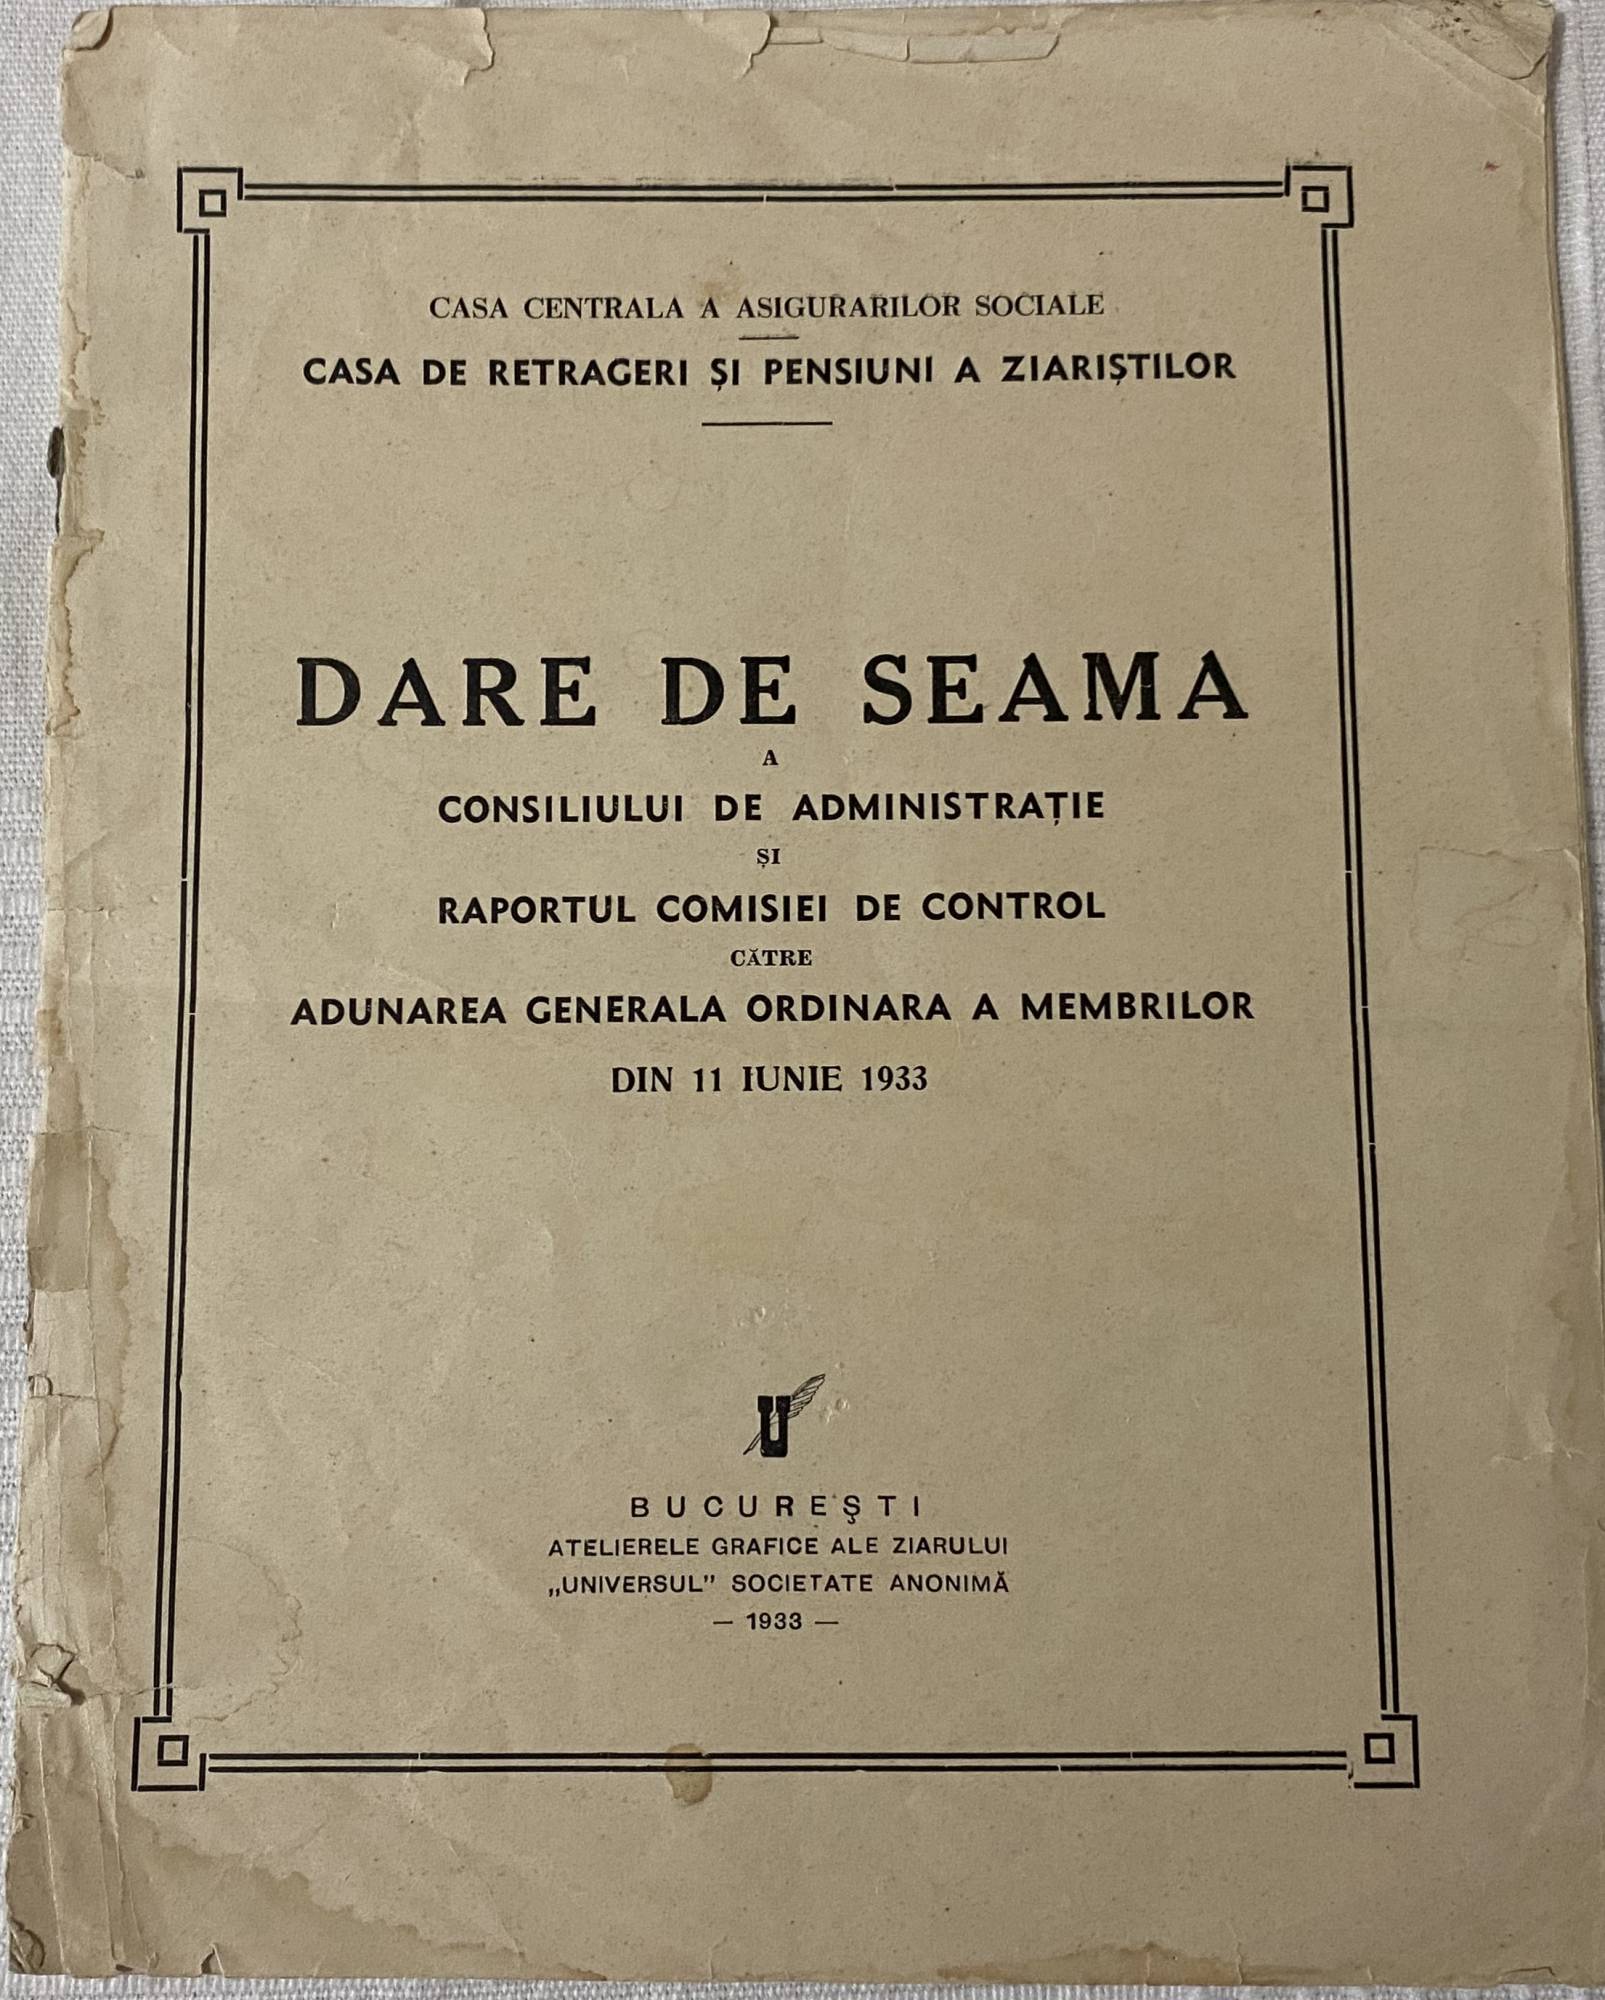 CASA CENTRALA A ASIGURARILOR SOCIALE
CASA DE RETRAGERI ȘI PENSIUNI A ZIARIȘTILOR
DARE DE SEAMA
A
CONSILIULUI DE ADMINISTRAȚIE
ȘI
RAPORTUL COMISIEI DE CONTROL
CĂTRE
ADUNAREA GENERALA ORDINARA A MEMBRILOR
DIN 11 IUNIE 1933
U
BUCUREȘTI
ATELIERELE GRAFICE ALE ZIARULUI
„UNIVERSUL” SOCIETATE ANONIMĂ
— 1933 —